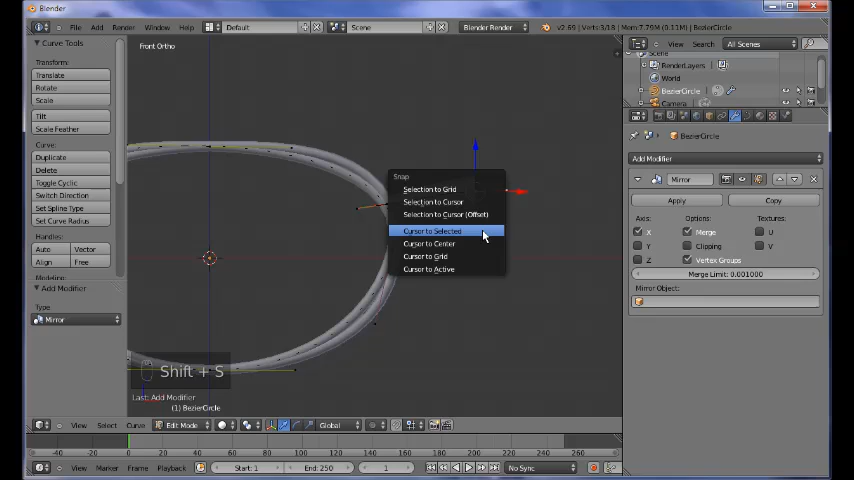 Blender
File Add Render Window Help
Default
Scene
Blender Render
v2.69 | Verts:3/18 | Mem:7.79M (0.11M) | BezierCircle
Curve Tools
Transform:
Translate
Rotate
Scale
Tilt
Scale Feather
Curve:
Duplicate
Delete
Toggle Cyclic
Switch Direction
Set Spline Type
Set Curve Radius
Handles:
Auto Vector
Align Free
Modeling:
Add Modifier
Type
Mirror
Front Ortho
Snap
Selection to Grid
Selection to Cursor
Selection to Cursor (Offset)
Cursor to Selected
Cursor to Center
Cursor to Grid
Cursor to Active
Shift + S
Last: Add Modifier
(1) BezierCircle
View Select Curve
Edit Mode
Global
View Search All Scenes
Scene
RenderLayers
World
BezierCircle
Camera
BezierCircle
Add Modifier
Mirror
Apply Copy
Axis: Options: Textures:
X Merge U
Y Clipping V
Z Vertex Groups
Merge Limit: 0.001000
Mirror Object:
-40 -20 0 20 40 60 80 100 120 140 160 180 200 220 240 260
View Marker Frame Playback
Start: 1
End: 250
1
No Sync